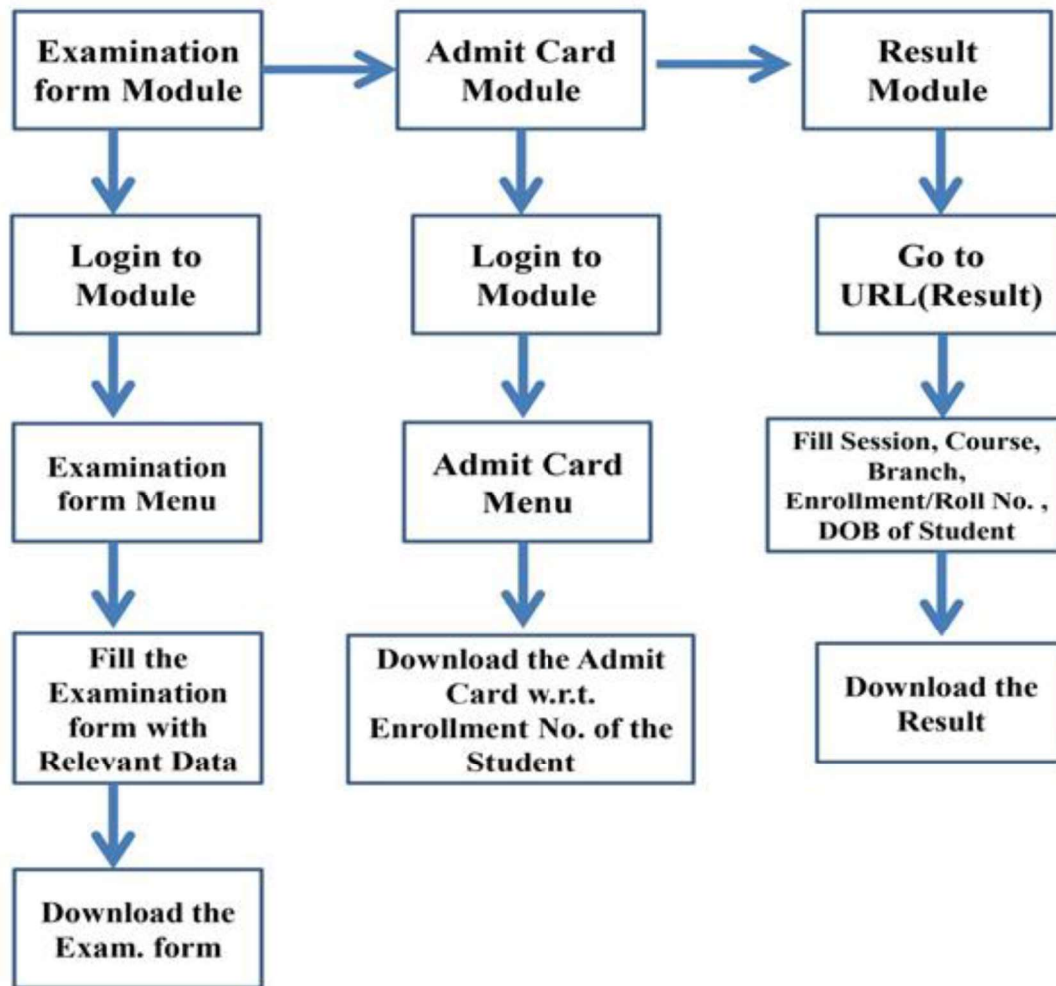 Examination
form Module
Admit Card
Module
Result
Module
Login to
Module
Login to
Module
Go to
URL(Result)
Examination
form Menu
Admit Card
Menu
Fill Session, Course,
Branch,
Enrollment/Roll No. ,
DOB of Student
Fill the
Examination
form with
Relevant Data
Download the Admit
Card w.r.t.
Enrollment No. of the
Student
Download the
Result
Download the
Exam. form